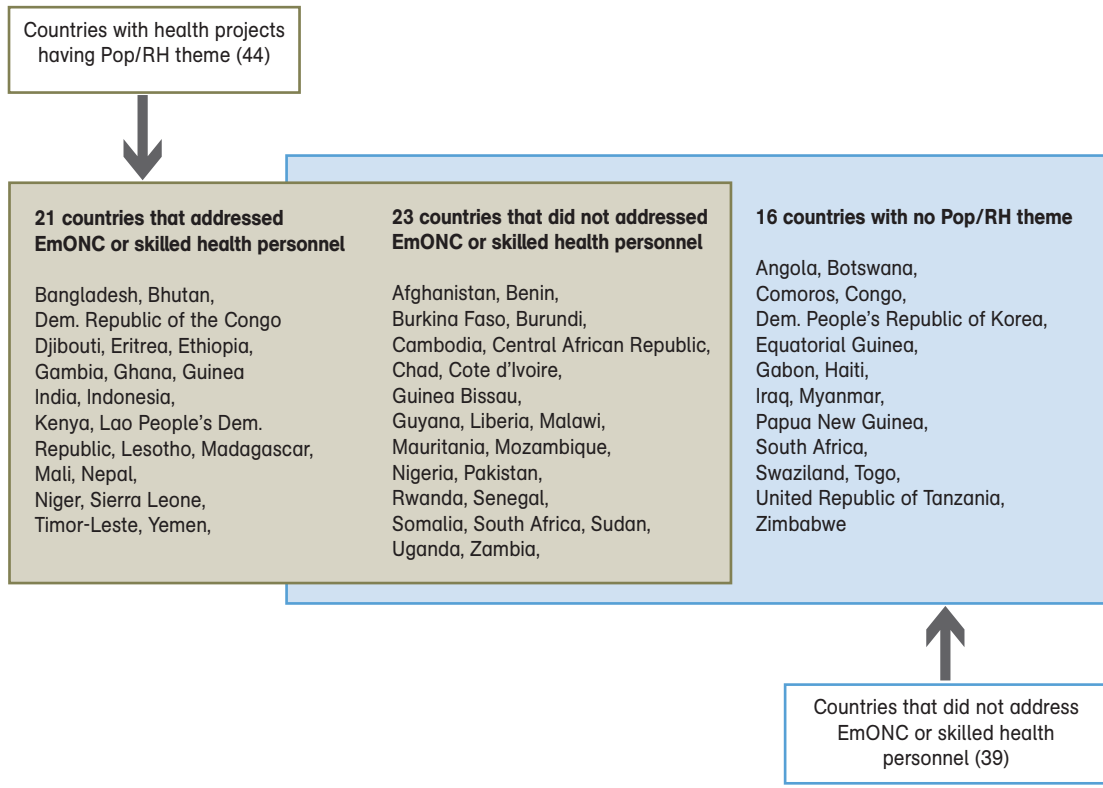 Countries with health projects
having Pop/RH theme (44)
21 countries that addressed
EmONC or skilled health personnel
Bangladesh, Bhutan,
Dem. Republic of the Congo
Djibouti, Eritrea, Ethiopia,
Gambia, Ghana, Guinea
India, Indonesia,
Kenya, Lao People's Dem.
Republic, Lesotho, Madagascar,
Mali, Nepal,
Niger, Sierra Leone,
Timor-Leste, Yemen,
23 countries that did not addressed
EmONC or skilled health personnel
Afghanistan, Benin,
Burkina Faso, Burundi,
Cambodia, Central African Republic,
Chad, Cote d'Ivoire,
Guinea Bissau,
Guyana, Liberia, Malawi,
Mauritania, Mozambique,
Nigeria, Pakistan,
Rwanda, Senegal,
Somalia, South Africa, Sudan,
Uganda, Zambia,
16 countries with no Pop/RH theme
Angola, Botswana,
Comoros, Congo,
Dem. People's Republic of Korea,
Equatorial Guinea,
Gabon, Haiti,
Iraq, Myanmar,
Papua New Guinea,
South Africa,
Swaziland, Togo,
United Republic of Tanzania,
Zimbabwe
Countries that did not address
EmONC or skilled health
personnel (39)